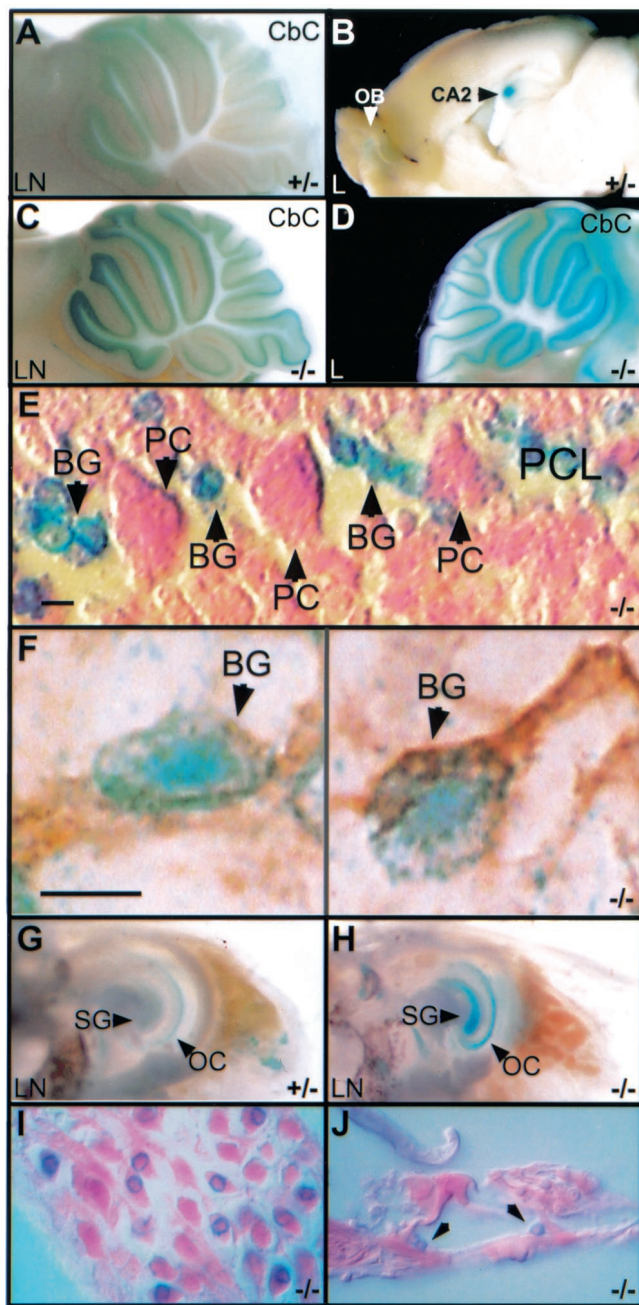 A CbC
LN +/-
B
OB CA2
L +/-
C CbC
LN -/-
D CbC
L -/-
E
BG PC PCL
BG PC BG PC
-/-
F
BG BG
-/-
G
SG OC
LN +/-
H
SG OC
LN -/-
I
-/-
J
-/-